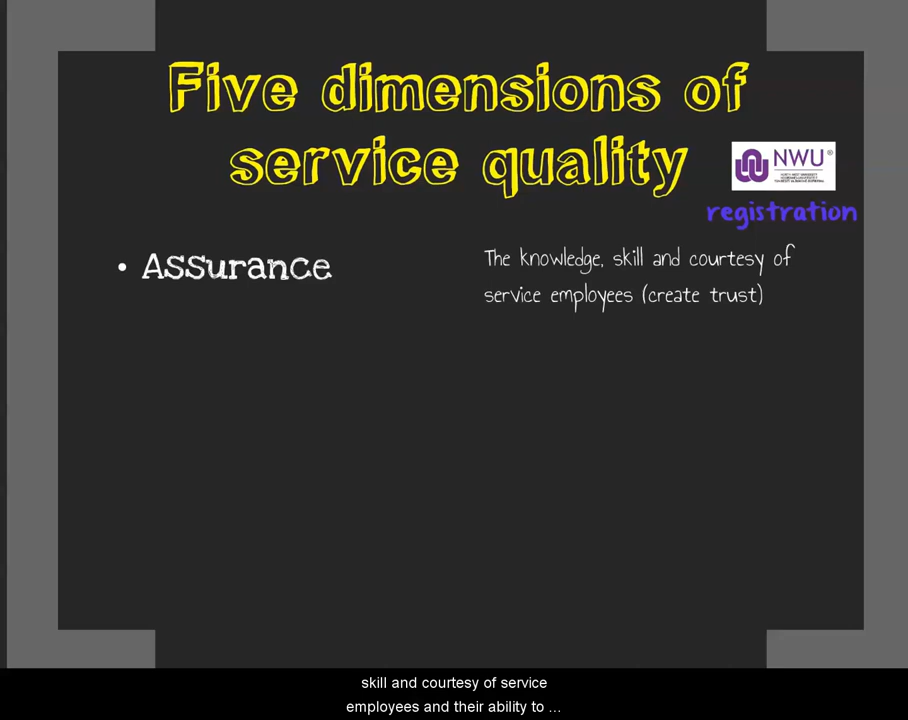 Five dimensions of
service quality
NWU®
registration
• Assurance
The knowledge, skill and courtesy of
service employees (create trust)
skill and courtesy of service
employees and their ability to ...